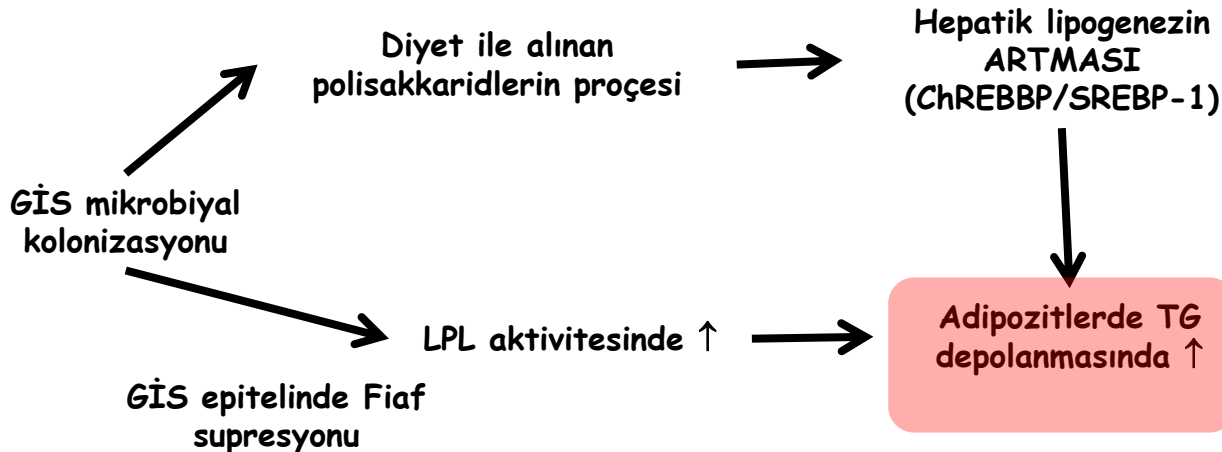 Diyet ile alınan
polisakkaridlerin proçesi
Hepatik lipogenezin
ARTMASI
(ChREBBP/SREBP-1)
GİS mikrobiyal
kolonizasyonu
LPL aktivitesinde ↑
Adipozitlerde TG
depolanmasında ↑
GİS epitelinde Fiaf
supresyonu